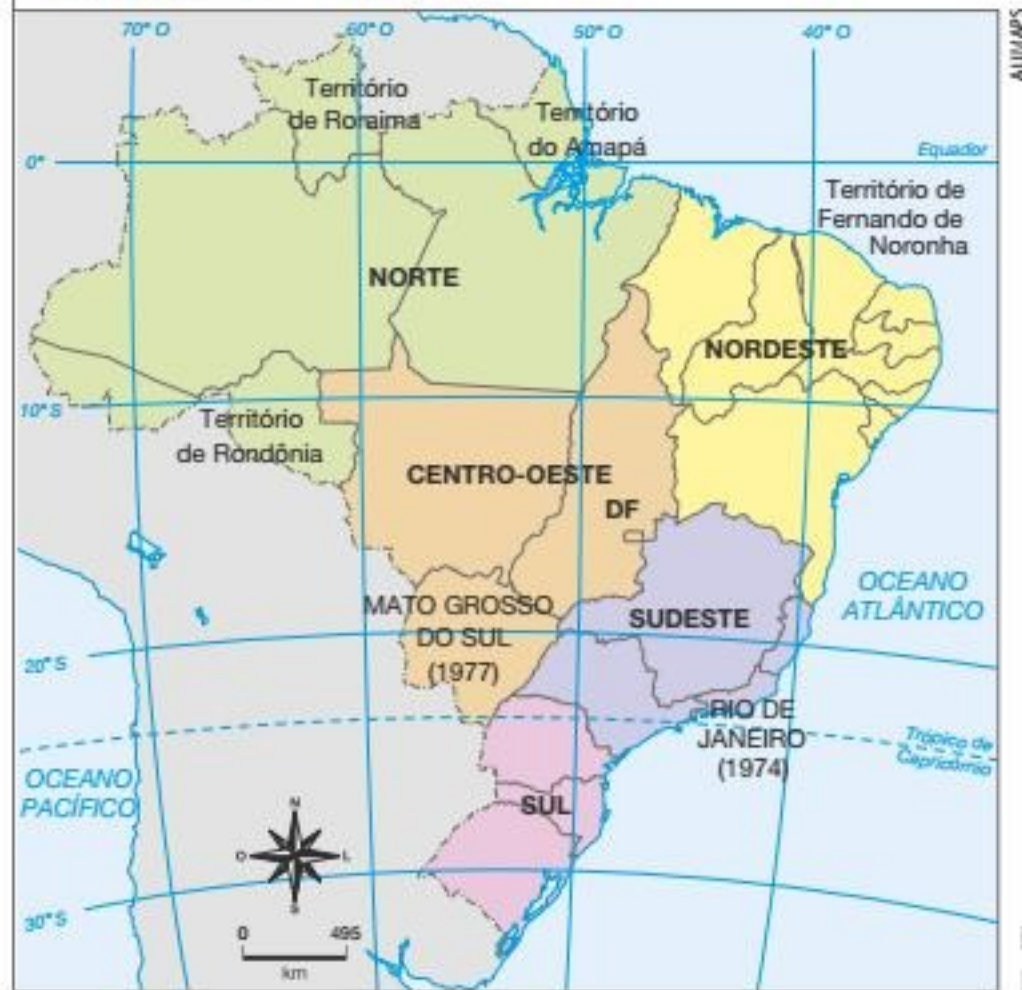 70° O
60° O
50° O
40° O
Território
de Roraima
Território
do Amapá
0°
Equador
Território de
Fernando de
Noronha
NORTE
NORDESTE
10° S
Território
de Rondônia
CENTRO-OESTE
DF
MATO GROSSO
DO SUL
(1977)
SUDESTE
OCEANO
ATLÂNTICO
20° S
RIO DE
JANEIRO
(1974)
Trópico de
Capricórnio
OCEANO
PACÍFICO
SUL
N
O
L
S
0 495
km
30° S
ALLMAPS